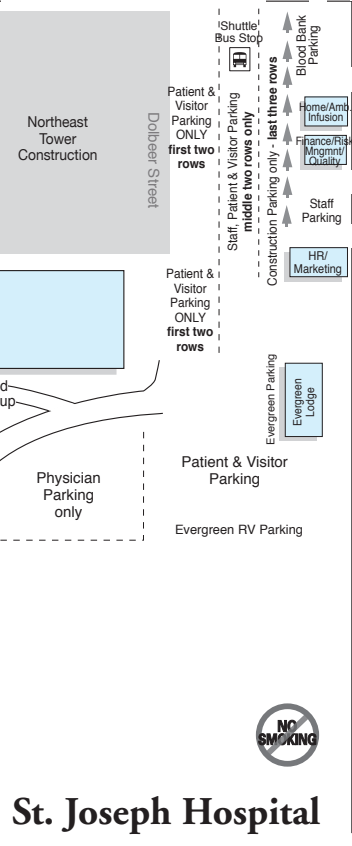 Shuttle
Bus Stop
Blood Bank
Parking
Patient &
Visitor
Parking
ONLY
first two
rows
Staff, Patient & Visitor Parking
middle two rows only
Construction Parking only - last three rows
Home/Amb.
Infusion
Finance/Risk
Mngmnt/
Quality
Northeast
Tower
Construction
Dolbeer Street
Staff
Parking
HR/
Marketing
Patient &
Visitor
Parking
ONLY
first two
rows
d
up
Evergreen Parking
Evergreen
Lodge
Physician
Parking
only
Patient & Visitor
Parking
Evergreen RV Parking
NO
SMOKING
St. Joseph Hospital